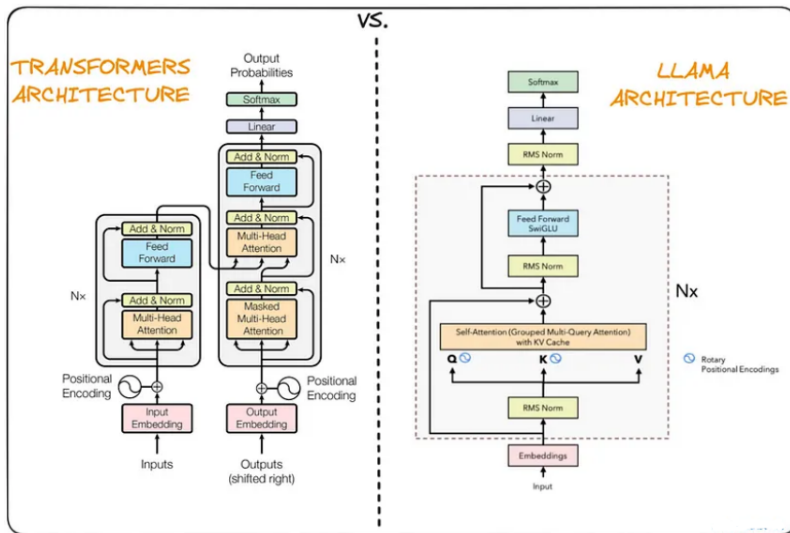 VS.
TRANSFORMERS
ARCHITECTURE
Output
Probabilities
Softmax
Linear
Add & Norm
Feed
Forward
Add & Norm
Multi-Head
Attention
Add & Norm
Masked
Multi-Head
Attention
Nx
Add & Norm
Feed
Forward
Add & Norm
Multi-Head
Attention
Nx
Positional
Encoding
Positional
Encoding
Input
Embedding
Output
Embedding
Inputs
Outputs
(shifted right)
LLAMA
ARCHITECTURE
Softmax
Linear
RMS Norm
Feed Forward
SwiGLU
RMS Norm
Nx
Self-Attention (Grouped Multi-Query Attention)
with KV Cache
Q K V
Rotary
Positional Encodings
RMS Norm
Embeddings
Input